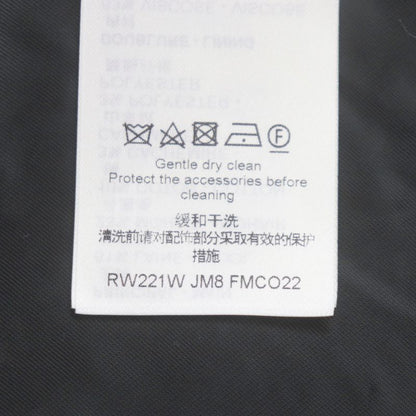 F
Gentle dry clean
Protect the accessories before
cleaning
缓和干洗
清洗前请对配饰部分采取有效的保护
措施
RW221W JM8 FMCO22